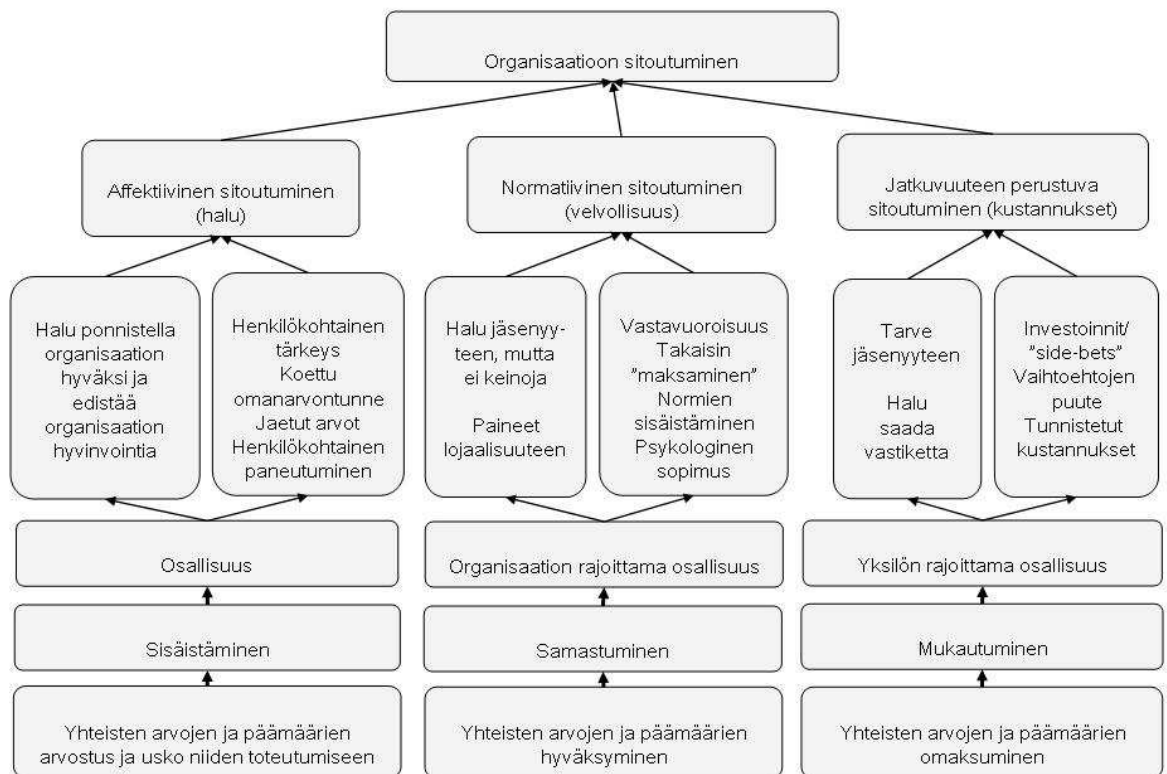 Organisaatioon sitoutuminen
Affektiivinen sitoutuminen
(halu)
Normatiivinen sitoutuminen
(velvollisuus)
Jatkuvuuteen perustuva
sitoutuminen (kustannukset)
Halu ponnistella
organisaation
hyväksi ja
edistää
organisaation
hyvinvointia
Henkilökohtainen
tärkeys
Koettu
omanarvontunne
Jaetut arvot
Henkilökohtainen
paneutuminen
Halu jäseny-
teen, mutta
ei keinoja
Paineet
lojaalisuuteen
Vastavuoroisuus
Takaisin
”maksaminen”
Normien
sisäistäminen
Psykologinen
sopimus
Tarve
jäsenyyteen
Halu
saada
vastiketta
Investoinnit/
”side-bets”
Vaihtoehtojen
puute
Tunnistetut
kustannukset
Osallisuus
Organisaation rajoittama osallisuus
Yksilön rajoittama osallisuus
Sisäistäminen
Samastuminen
Mukautuminen
Yhteisten arvojen ja päämäärien
arvostus ja usko niiden toteutumiseen
Yhteisten arvojen ja päämäärien
hyväksyminen
Yhteisten arvojen ja päämäärien
omaksuminen